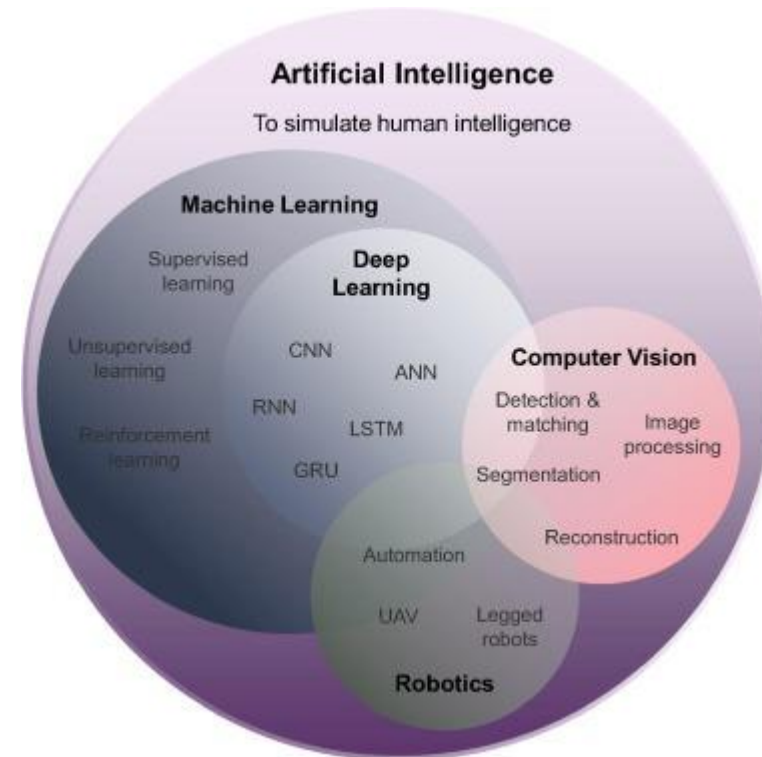 Artificial Intelligence
To simulate human intelligence
Machine Learning
Supervised
learning
Unsupervised
learning
Reinforcement
learning
Deep
Learning
CNN
ANN
RNN
LSTM
GRU
Computer Vision
Detection &
matching
Image
processing
Segmentation
Reconstruction
Automation
UAV
Legged
robots
Robotics